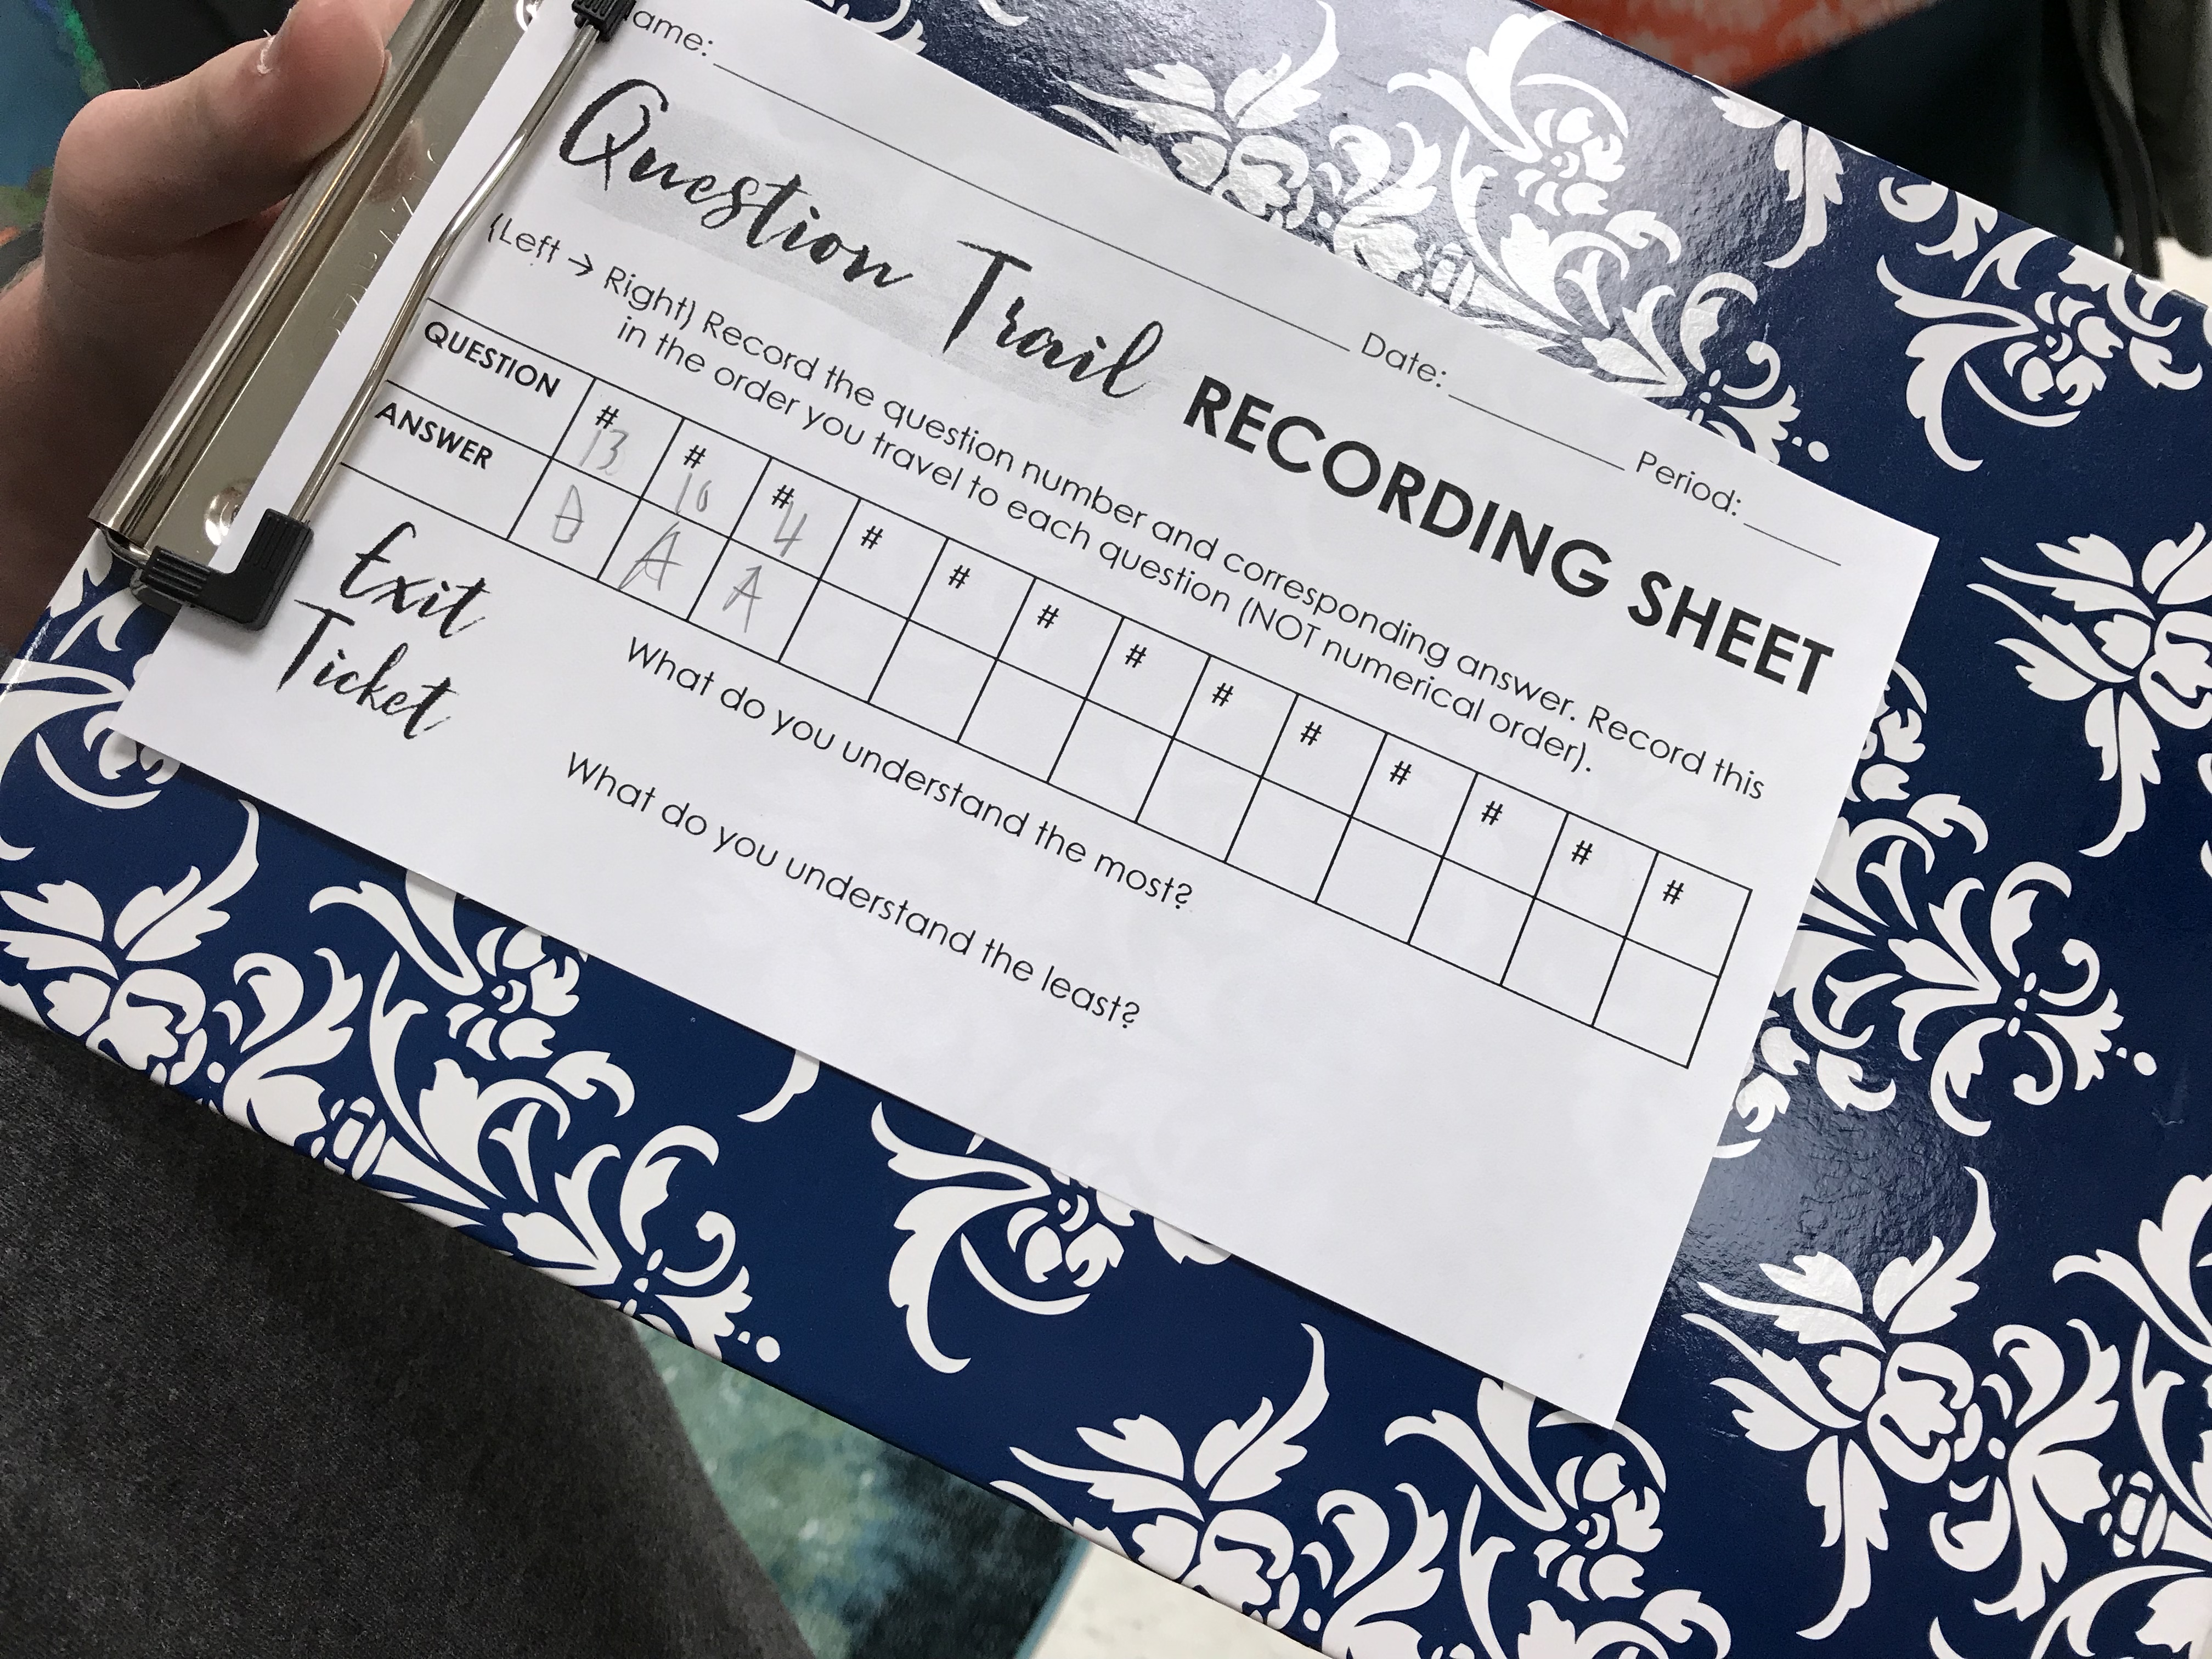 ame: Date: Period:
Question Trail RECORDING SHEET
(Left → Right) Record the question number and corresponding answer. Record this
in the order you travel to each question (NOT numerical order).
QUESTION # 13 # 10 # 4 # # # # # # # # # #
ANSWER D A A
Exit
Ticket
What do you understand the most?
What do you understand the least?